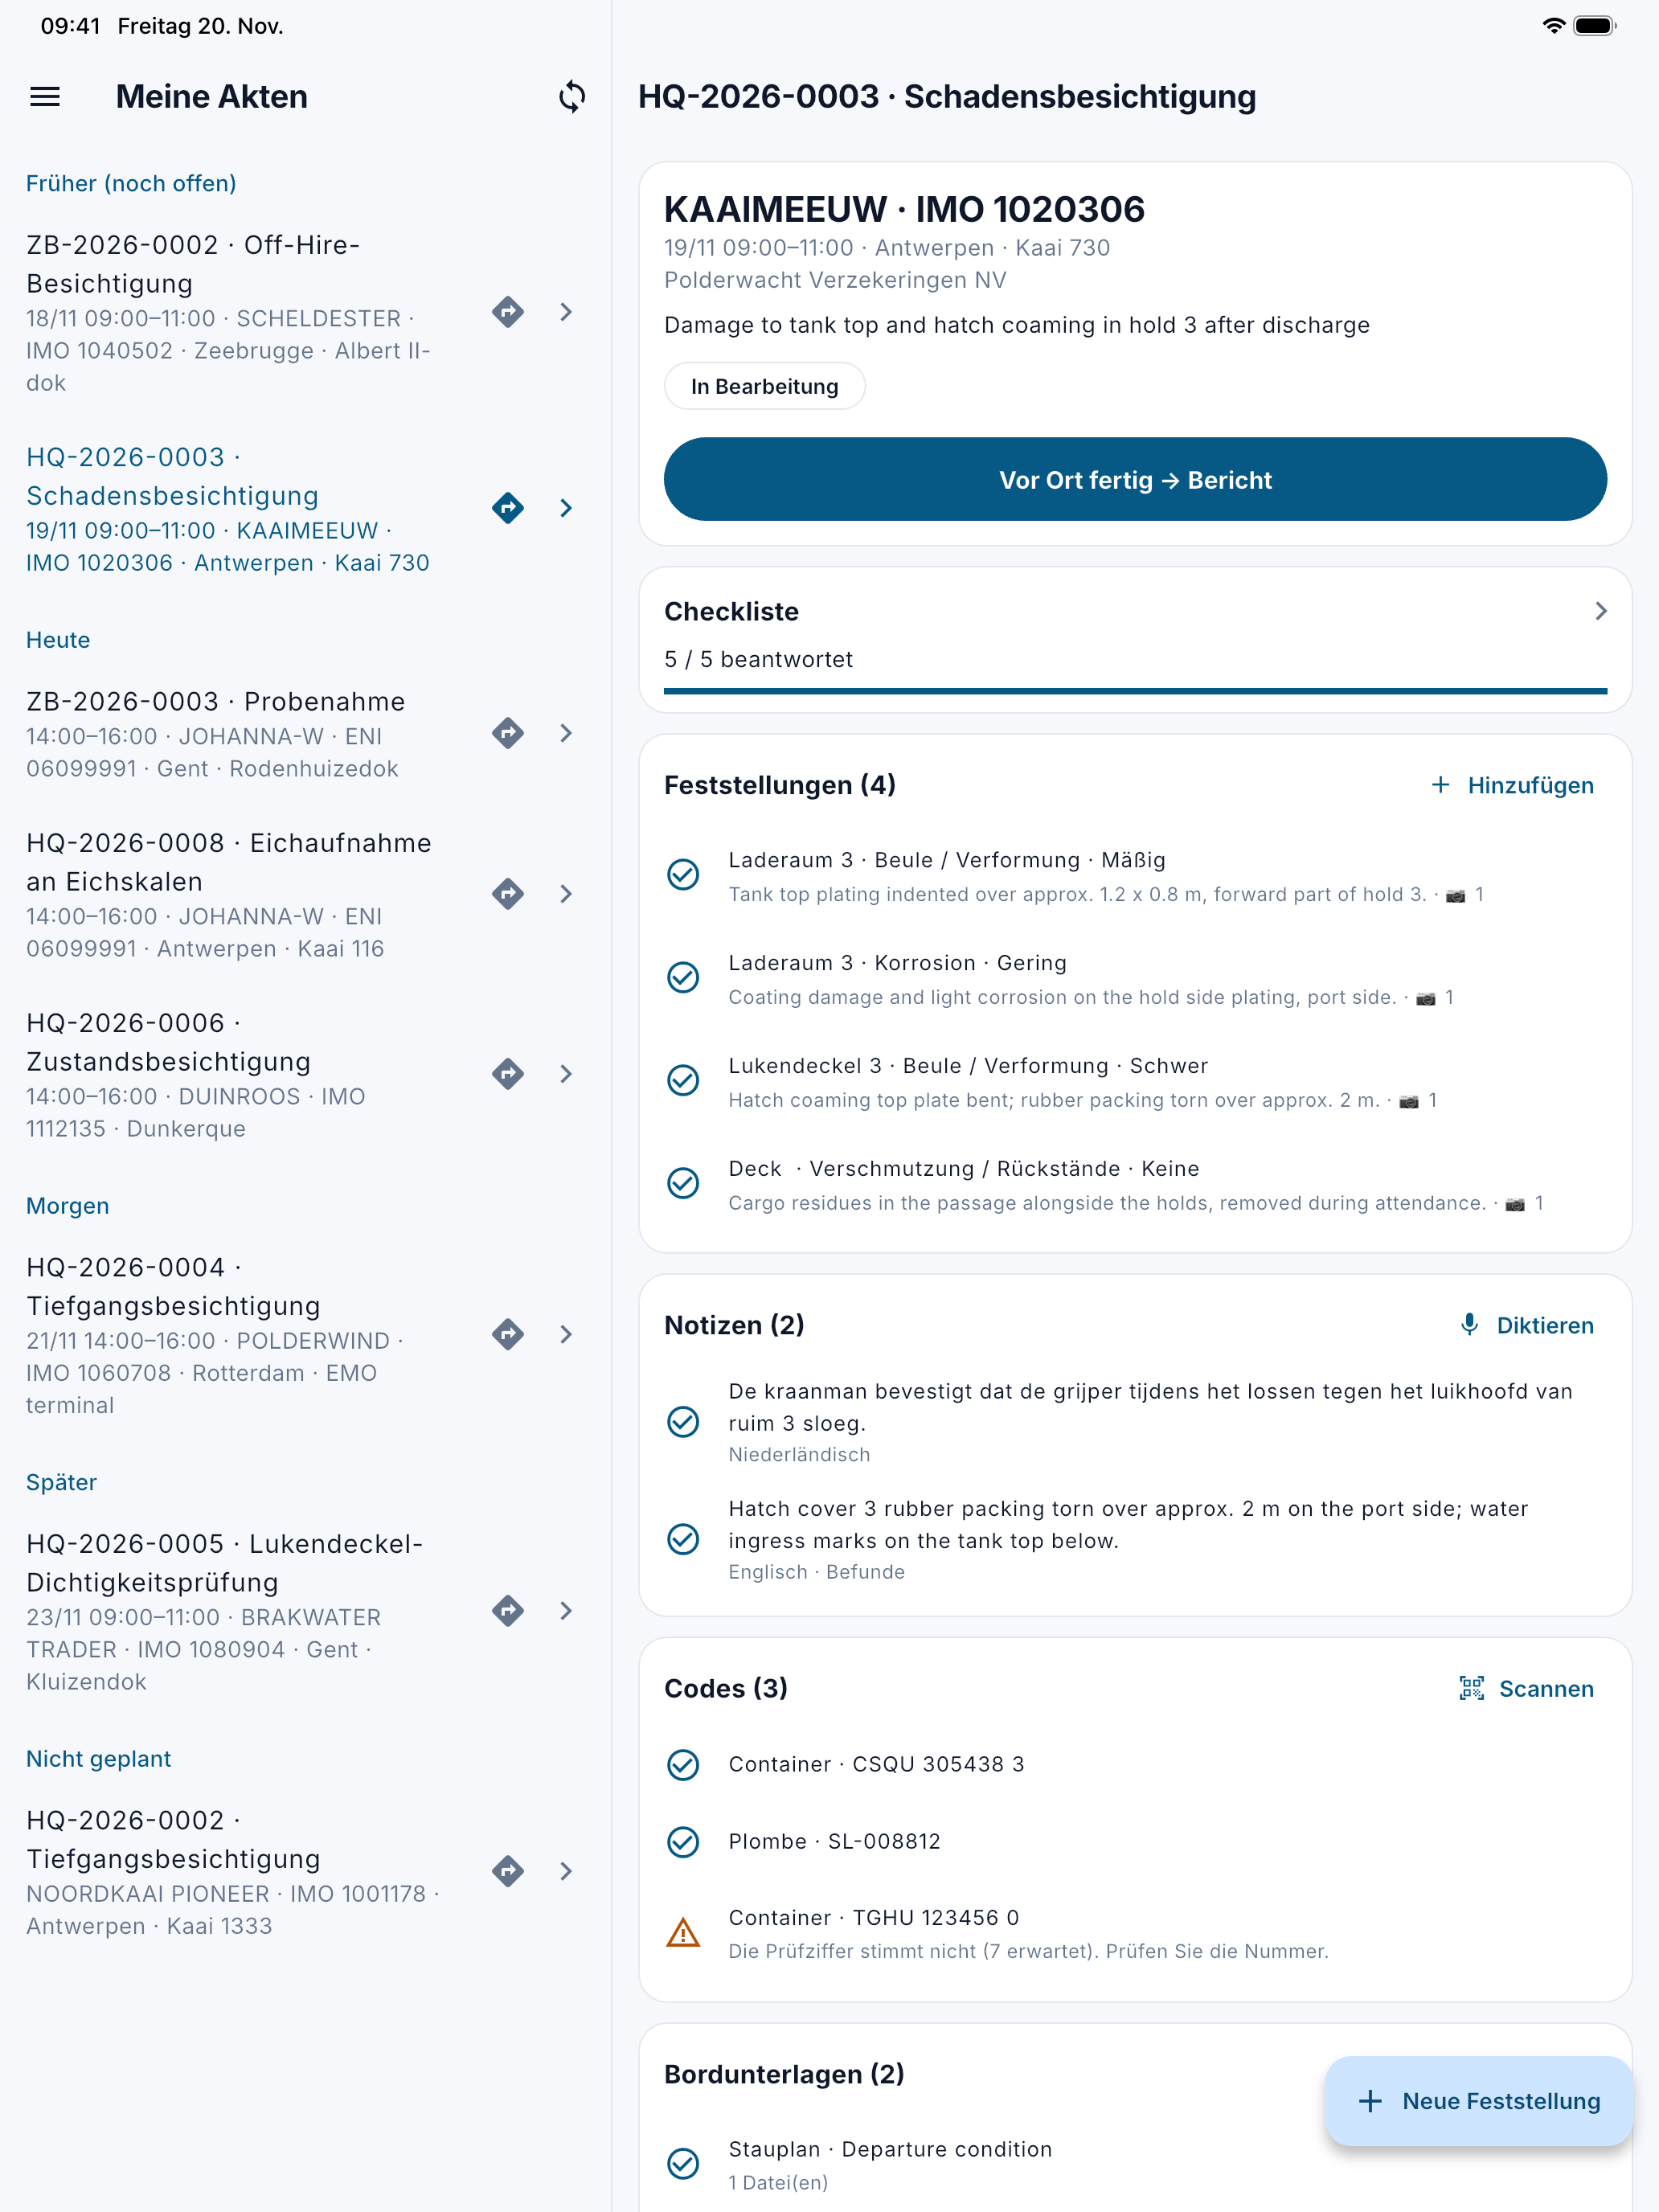 09:41 Freitag 20. Nov.
Meine Akten
Früher (noch offen)
ZB-2026-0002 · Off-Hire-
Besichtigung
18/11 09:00–11:00 · SCHELDESTER ·
IMO 1040502 · Zeebrugge · Albert II-
dok
HQ-2026-0003 ·
Schadensbesichtigung
19/11 09:00–11:00 · KAAIMEEUW ·
IMO 1020306 · Antwerpen · Kaai 730
Heute
ZB-2026-0003 · Probenahme
14:00–16:00 · JOHANNA-W · ENI
06099991 · Gent · Rodenhuizedok
HQ-2026-0008 · Eichaufnahme
an Eichskalen
14:00–16:00 · JOHANNA-W · ENI
06099991 · Antwerpen · Kaai 116
HQ-2026-0006 ·
Zustandsbesichtigung
14:00–16:00 · DUINROOS · IMO
1112135 · Dunkerque
Morgen
HQ-2026-0004 ·
Tiefgangsbesichtigung
21/11 14:00–16:00 · POLDERWIND ·
IMO 1060708 · Rotterdam · EMO
terminal
Später
HQ-2026-0005 · Lukendeckel-
Dichtigkeitsprüfung
23/11 09:00–11:00 · BRAKWATER
TRADER · IMO 1080904 · Gent ·
Kluizendok
Nicht geplant
HQ-2026-0002 ·
Tiefgangsbesichtigung
NOORDKAAI PIONEER · IMO 1001178 ·
Antwerpen · Kaai 1333
HQ-2026-0003 · Schadensbesichtigung
KAAIMEEUW · IMO 1020306
19/11 09:00–11:00 · Antwerpen · Kaai 730
Polderwacht Verzekeringen NV
Damage to tank top and hatch coaming in hold 3 after discharge
In Bearbeitung
Vor Ort fertig → Bericht
Checkliste
5 / 5 beantwortet
Feststellungen (4)
Hinzufügen
Laderaum 3 · Beule / Verformung · Mäßig
Tank top plating indented over approx. 1.2 x 0.8 m, forward part of hold 3. · 📷 1
Laderaum 3 · Korrosion · Gering
Coating damage and light corrosion on the hold side plating, port side. · 📷 1
Lukendeckel 3 · Beule / Verformung · Schwer
Hatch coaming top plate bent; rubber packing torn over approx. 2 m. · 📷 1
Deck · Verschmutzung / Rückstände · Keine
Cargo residues in the passage alongside the holds, removed during attendance. · 📷 1
Notizen (2)
Diktieren
De kraanman bevestigt dat de grijper tijdens het lossen tegen het luikhoofd van
ruim 3 sloeg.
Niederländisch
Hatch cover 3 rubber packing torn over approx. 2 m on the port side; water
ingress marks on the tank top below.
Englisch · Befunde
Codes (3)
Scannen
Container · CSQU 305438 3
Plombe · SL-008812
Container · TGHU 123456 0
Die Prüfziffer stimmt nicht (7 erwartet). Prüfen Sie die Nummer.
Bordunterlagen (2)
Neue Feststellung
Stauplan · Departure condition
1 Datei(en)